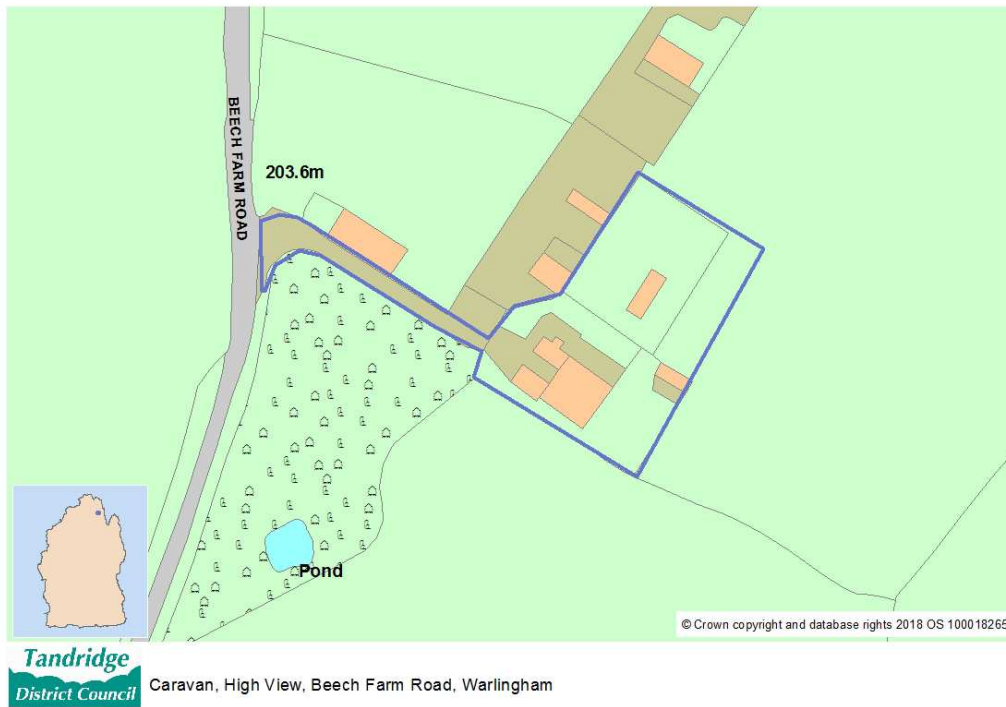 BEECH FARM ROAD
203.6m
Pond
© Crown copyright and database rights 2018 OS 100018265
Tandridge
District Council
Caravan, High View, Beech Farm Road, Warlingham